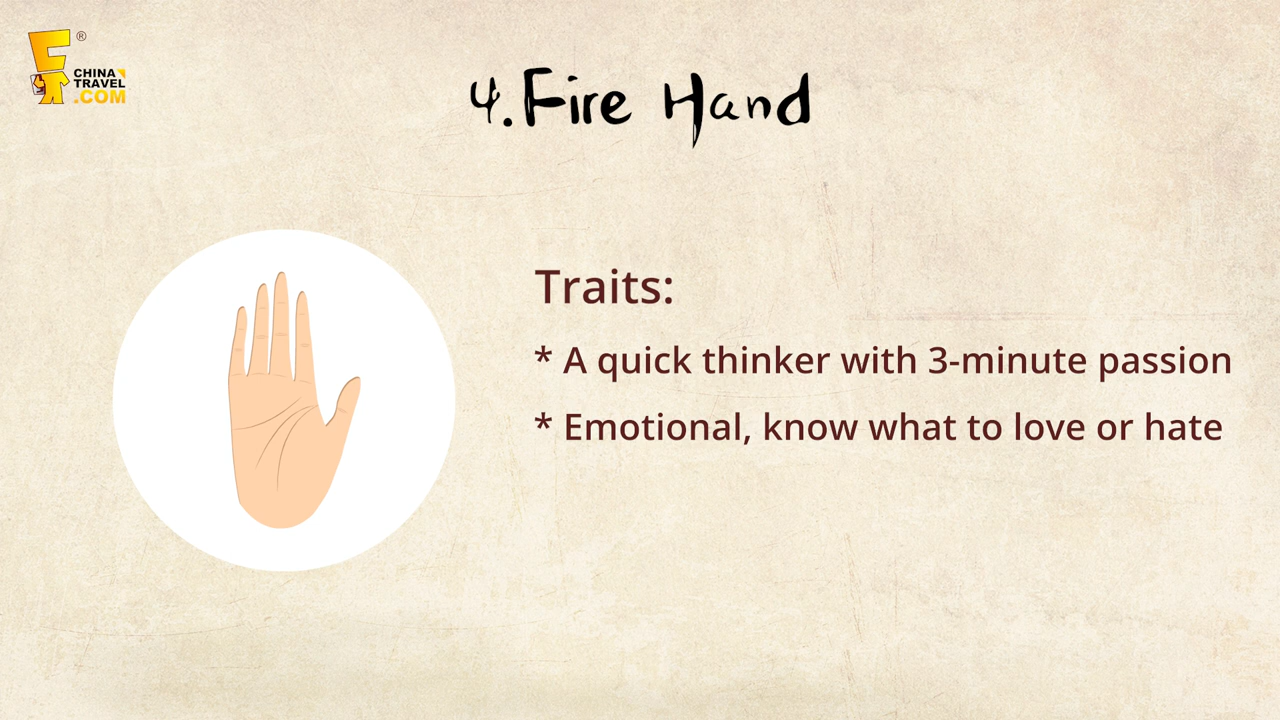 ®
CHINA
TRAVEL
.COM
4.Fire Hand
Traits:
* A quick thinker with 3-minute passion
* Emotional, know what to love or hate